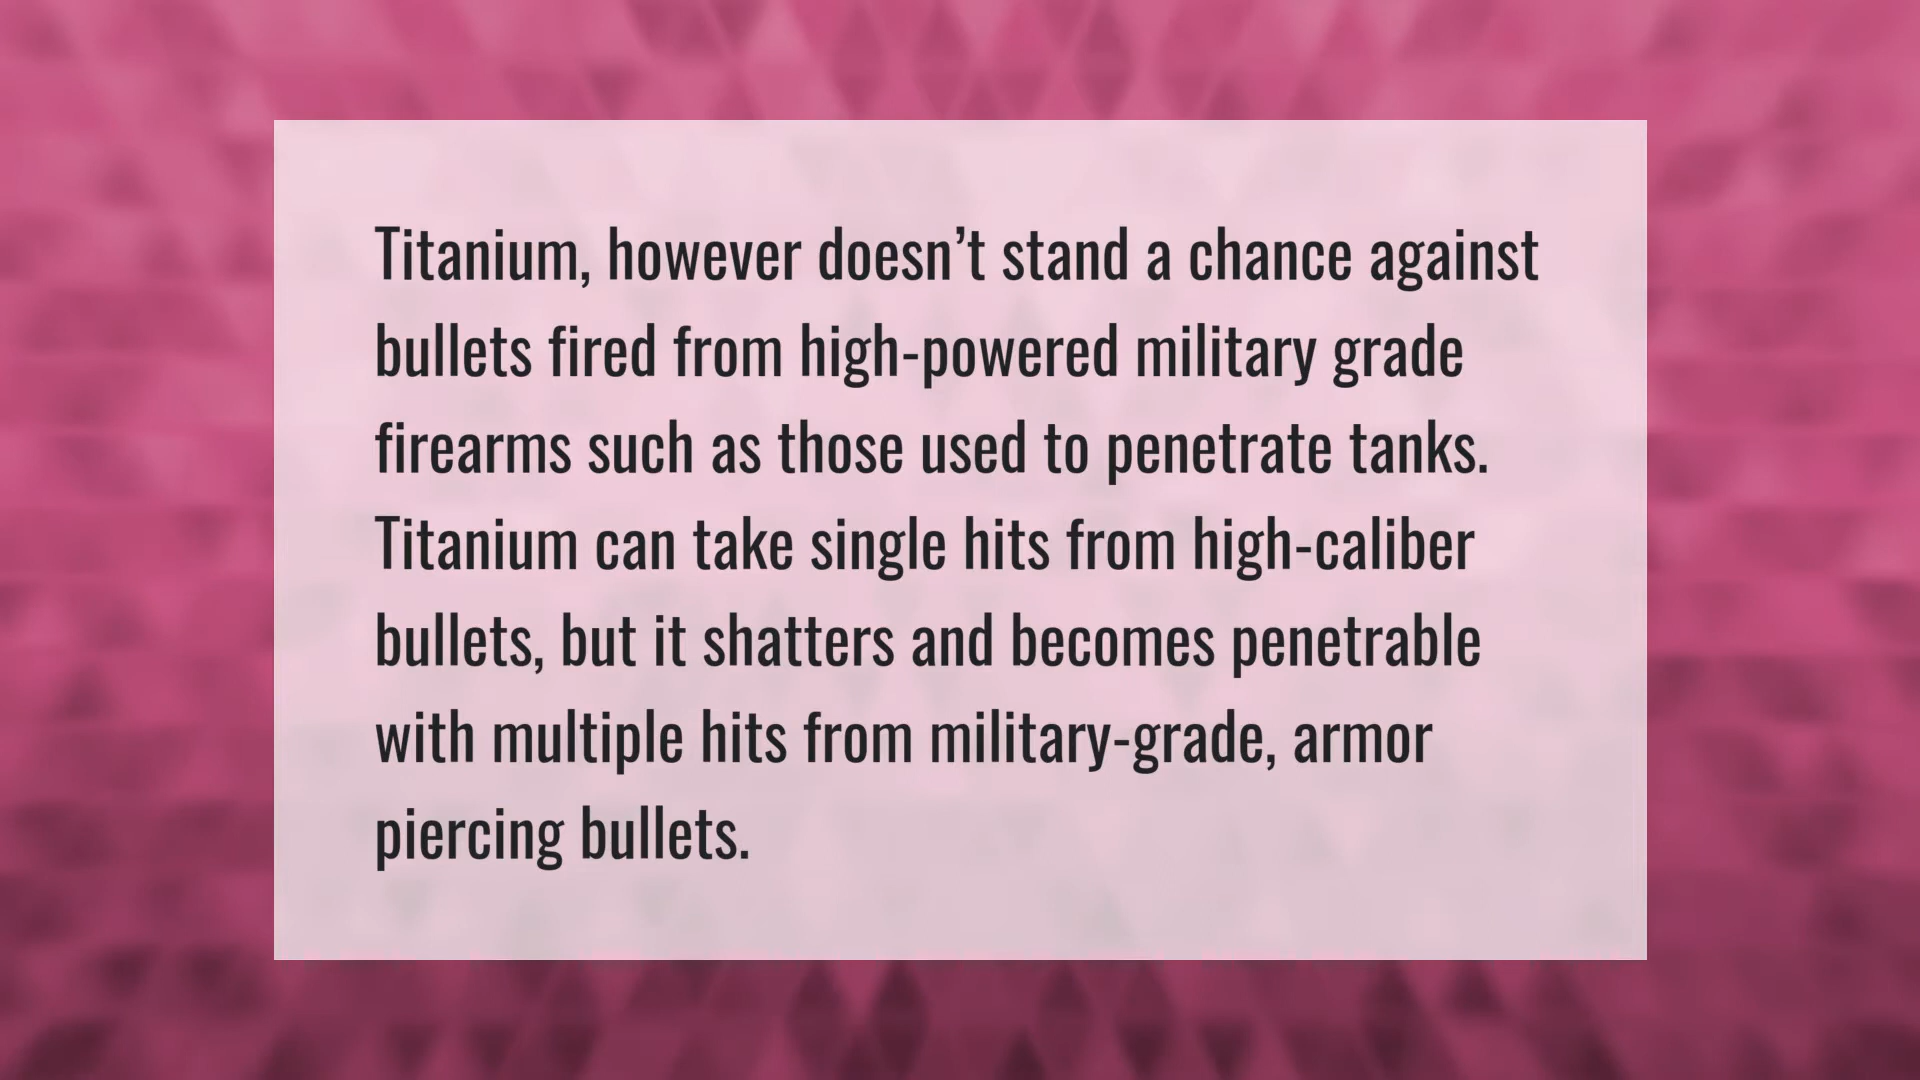 Titanium, however doesn’t stand a chance against
bullets fired from high-powered military grade
firearms such as those used to penetrate tanks.
Titanium can take single hits from high-caliber
bullets, but it shatters and becomes penetrable
with multiple hits from military-grade, armor
piercing bullets.